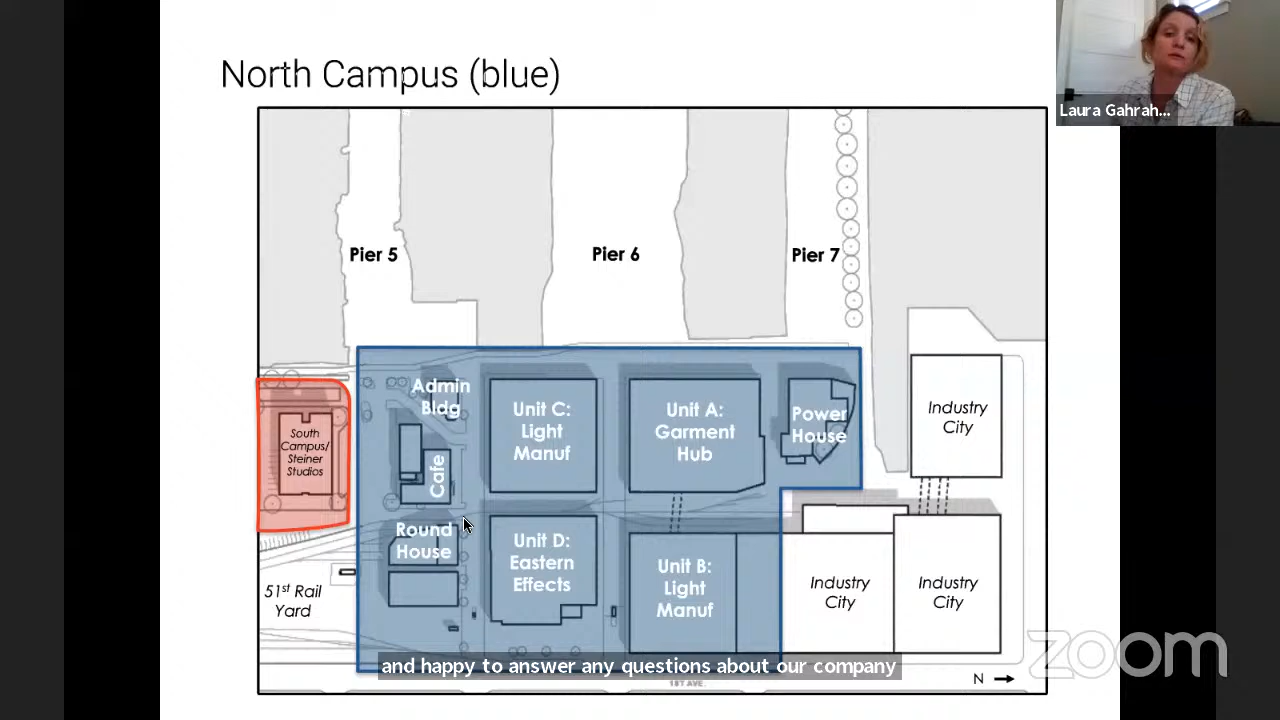 North Campus (blue)
Laura Gahrah...
Pier 5
Pier 6
Pier 7
Admin
Bldg
Unit C:
Light
Manuf
Unit A:
Garment
Hub
Power
House
Industry
City
South
Campus/
Steiner
Studios
Cafe
Round
House
Unit D:
Eastern
Effects
Unit B:
Light
Manuf
Industry
City
Industry
City
51st Rail
Yard
and happy to answer any questions about our company
1ST AVE.
N
zoom